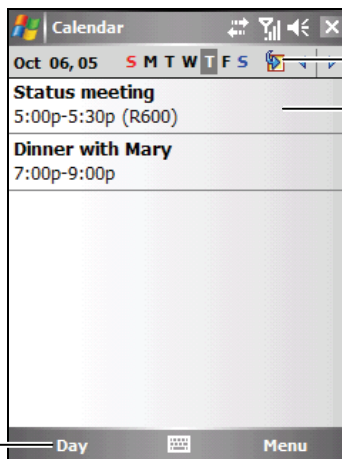 Calendar
Oct 06, 05 S M T W T F S
Status meeting
5:00p-5:30p (R600)
Dinner with Mary
7:00p-9:00p
Day Menu